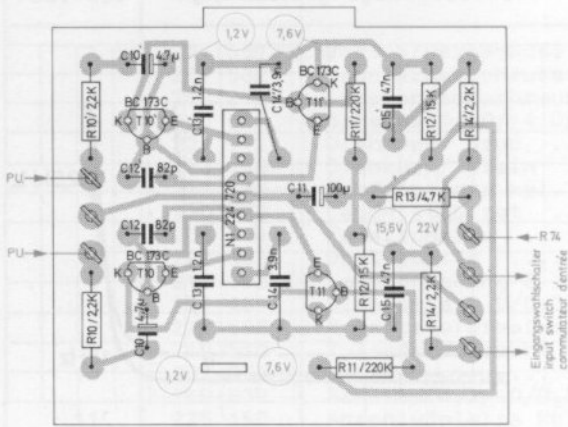 1,2V
7,6V
C10'
4,7µ
BC 173C
K
T10'
E
B
R10'/2,2K
C13'
1,2n
C14'/3,9n
BC 173C
K
T11'
B
E
R11'/220K
C15'
47n
R12'/15K
R14'/2,2K
C12
82p
PU
N1 224 720
C11
100µ
R13/4,7K
C12
82p
15,6V
22V
R74
PU
BC 173C
K
T10
E
B
R10/2,2K
4,7µ
C10
C13
1,2n
C14
3,9n
E
T11
B
K
R12/15K
C15
47n
R14/2,2K
Eingangswahlschalter
input switch
commutateur d'entrée
1,2V
7,6V
R11/220K